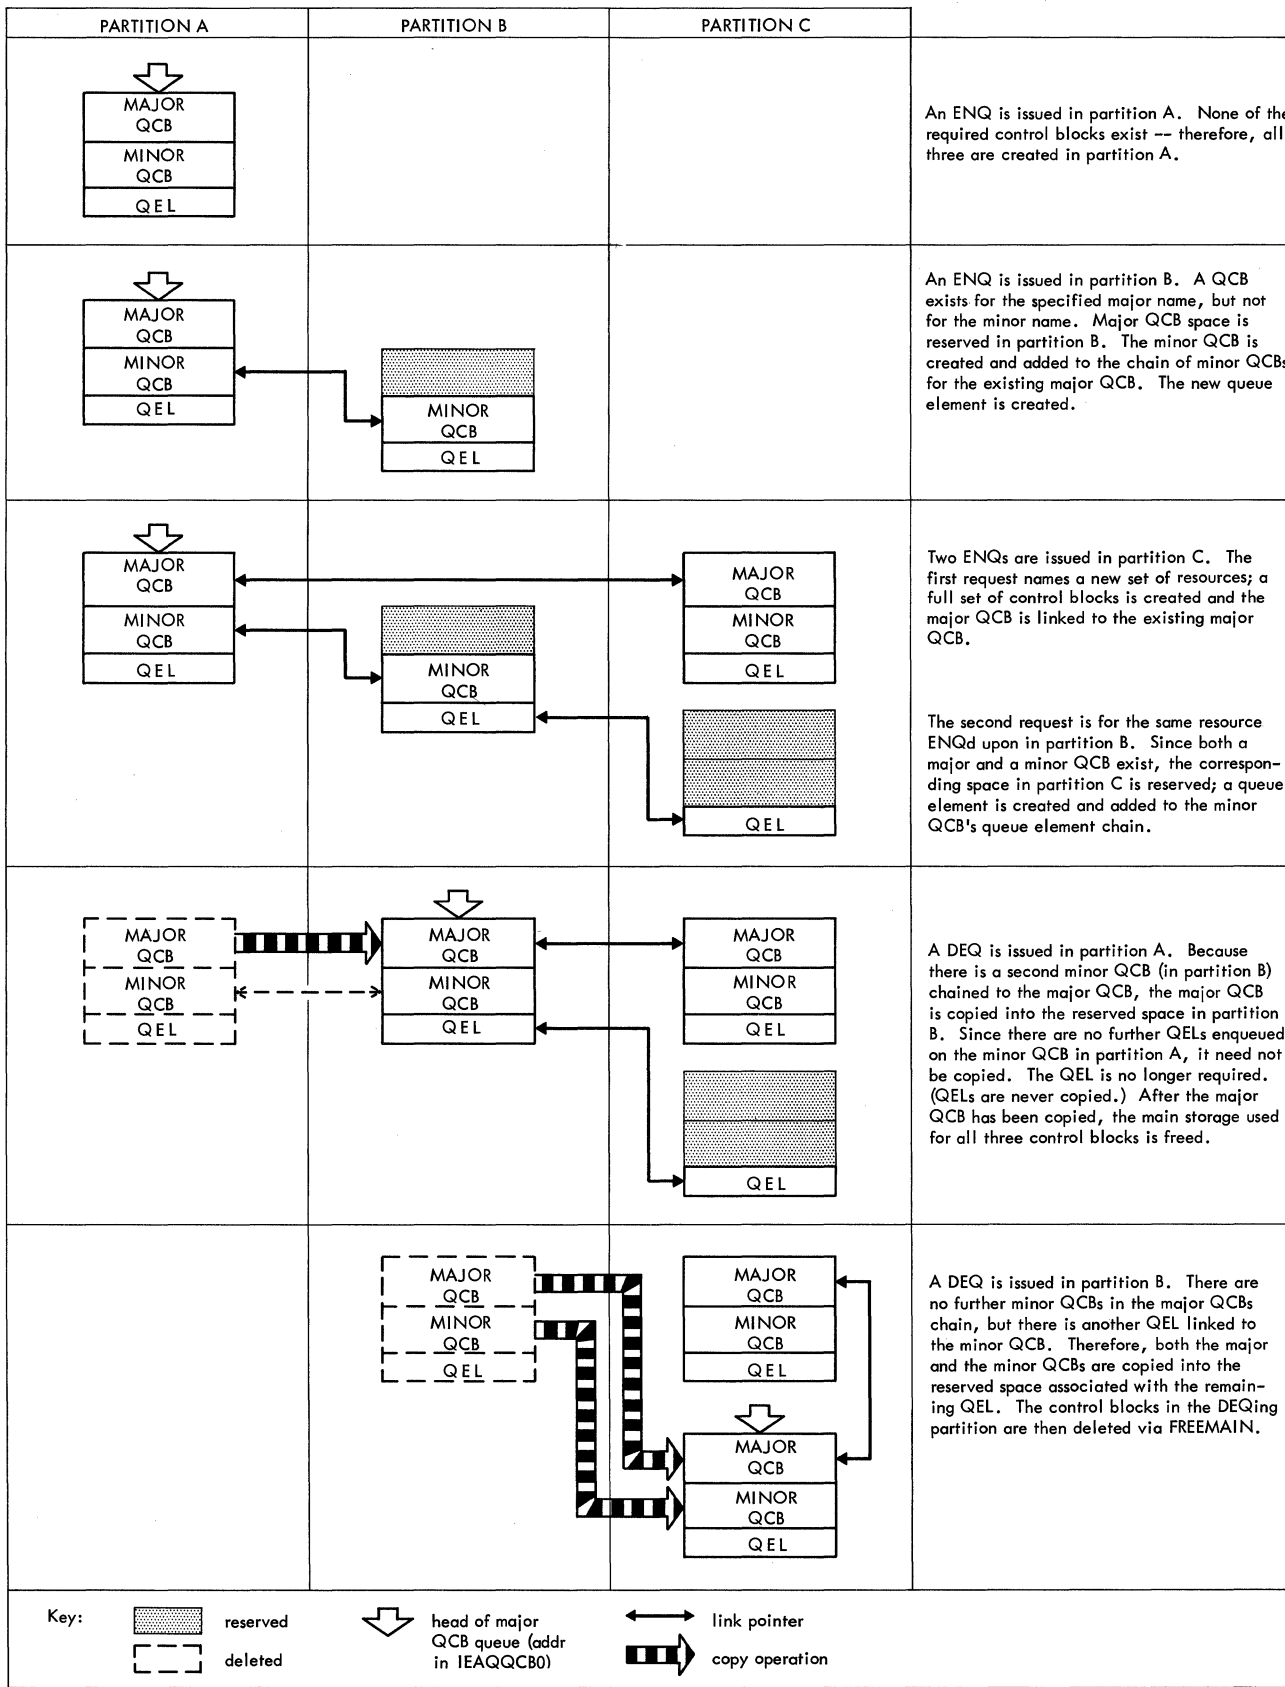 PARTITION A
PARTITION B
PARTITION C
MAJOR
QCB
MINOR
QCB
QEL
An ENQ is issued in partition A. None of the
required control blocks exist -- therefore, all
three are created in partition A.
MAJOR
QCB
MINOR
QCB
QEL
MINOR
QCB
QEL
An ENQ is issued in partition B. A QCB
exists for the specified major name, but not
for the minor name. Major QCB space is
reserved in partition B. The minor QCB is
created and added to the chain of minor QCBs
for the existing major QCB. The new queue
element is created.
MAJOR
QCB
MINOR
QCB
QEL
MINOR
QCB
QEL
MAJOR
QCB
MINOR
QCB
QEL
QEL
Two ENQs are issued in partition C. The
first request names a new set of resources; a
full set of control blocks is created and the
major QCB is linked to the existing major
QCB.
The second request is for the same resource
ENQd upon in partition B. Since both a
major and a minor QCB exist, the correspon-
ding space in partition C is reserved; a queue
element is created and added to the minor
QCB's queue element chain.
MAJOR
QCB
MINOR
QCB
QEL
MAJOR
QCB
MINOR
QCB
QEL
MAJOR
QCB
MINOR
QCB
QEL
QEL
A DEQ is issued in partition A. Because
there is a second minor QCB (in partition B)
chained to the major QCB, the major QCB
is copied into the reserved space in partition
B. Since there are no further QELs enqueued
on the minor QCB in partition A, it need not
be copied. The QEL is no longer required.
(QELs are never copied.) After the major
QCB has been copied, the main storage used
for all three control blocks is freed.
MAJOR
QCB
MINOR
QCB
QEL
MAJOR
QCB
MINOR
QCB
QEL
MAJOR
QCB
MINOR
QCB
QEL
A DEQ is issued in partition B. There are
no further minor QCBs in the major QCBs
chain, but there is another QEL linked to
the minor QCB. Therefore, both the major
and the minor QCBs are copied into the
reserved space associated with the remain-
ing QEL. The control blocks in the DEQing
partition are then deleted via FREEMAIN.
Key:
reserved
deleted
head of major
QCB queue (addr
in IEAQQCB0)
link pointer
copy operation